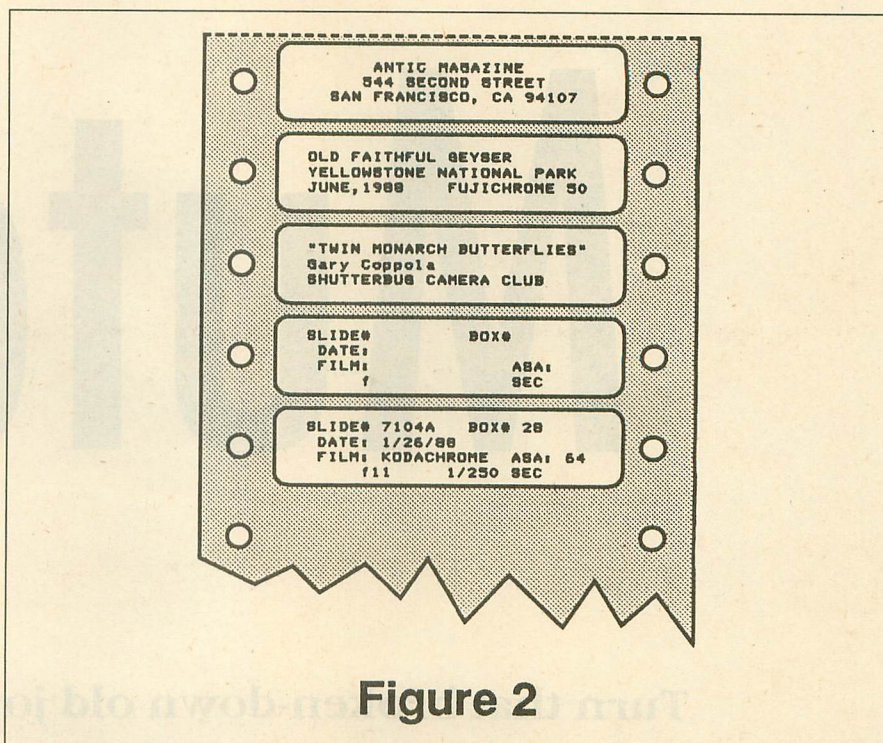 ANTIC MAGAZINE
544 SECOND STREET
SAN FRANCISCO, CA 94107
OLD FAITHFUL GEYSER
YELLOWSTONE NATIONAL PARK
JUNE,1988 FUJICHROME 50
"TWIN MONARCH BUTTERFLIES"
Gary Coppola
SHUTTERBUG CAMERA CLUB
SLIDE# BOX#
DATE:
FILM: ASA:
f SEC
SLIDE# 7104A BOX# 28
DATE: 1/26/88
FILM: KODACHROME ASA: 64
f11 1/250 SEC
Figure 2